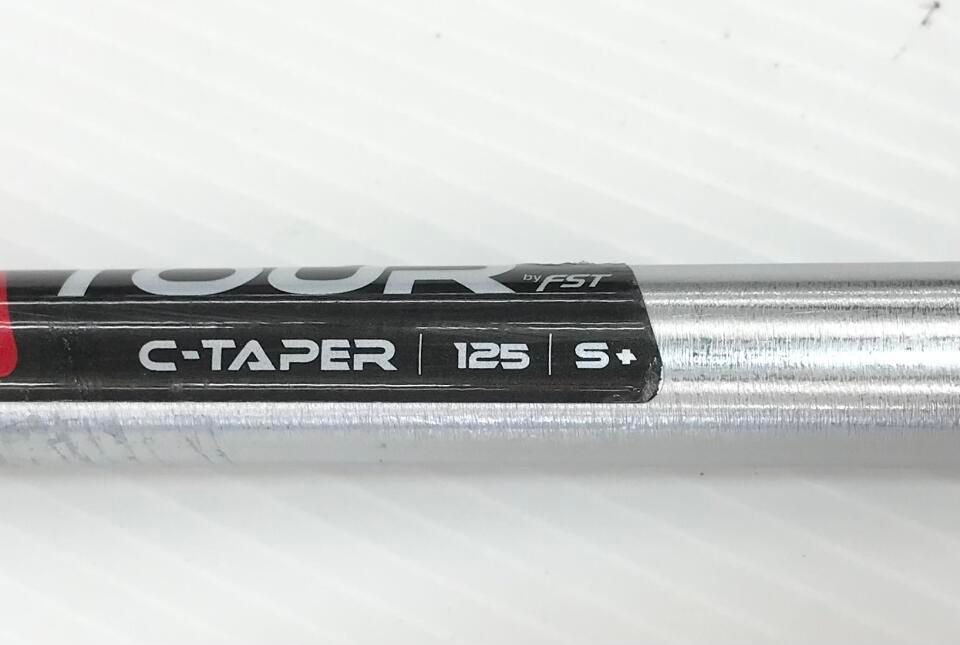 TOUR by FST
C-TAPER | 125 | S+